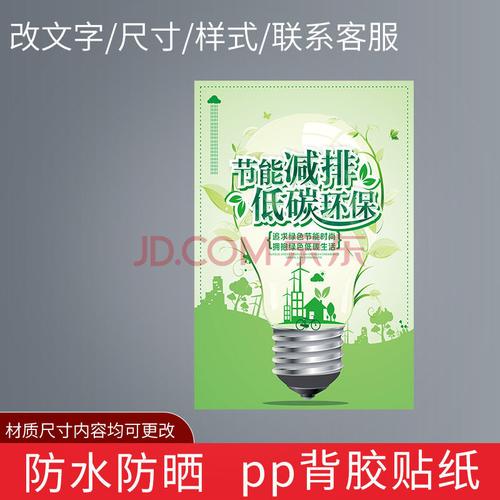 改文字/尺寸/样式/联系客服
节能减排
低碳环保
追求绿色节能时尚
拥抱绿色低碳生活
JD.COM 京东
材质尺寸内容均可更改
防水防晒 pp背胶贴纸